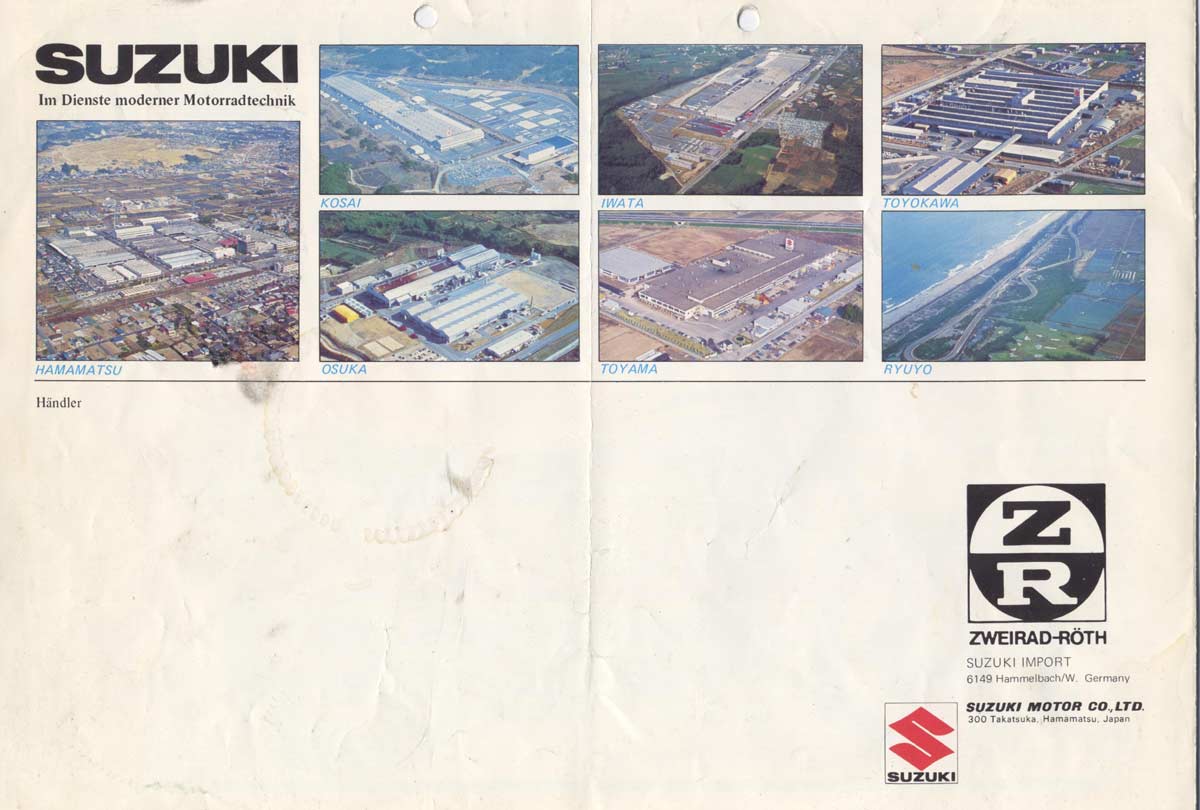 SUZUKI
Im Dienste moderner Motorradtechnik
KOSAI
IWATA
TOYOKAWA
HAMAMATSU
OSUKA
TOYAMA
RYUYO
Händler
Z
R
ZWEIRAD-RÖTH
SUZUKI IMPORT
6149 Hammelbach/W. Germany
SUZUKI MOTOR CO.,LTD.
300 Takatsuka, Hamamatsu, Japan
SUZUKI